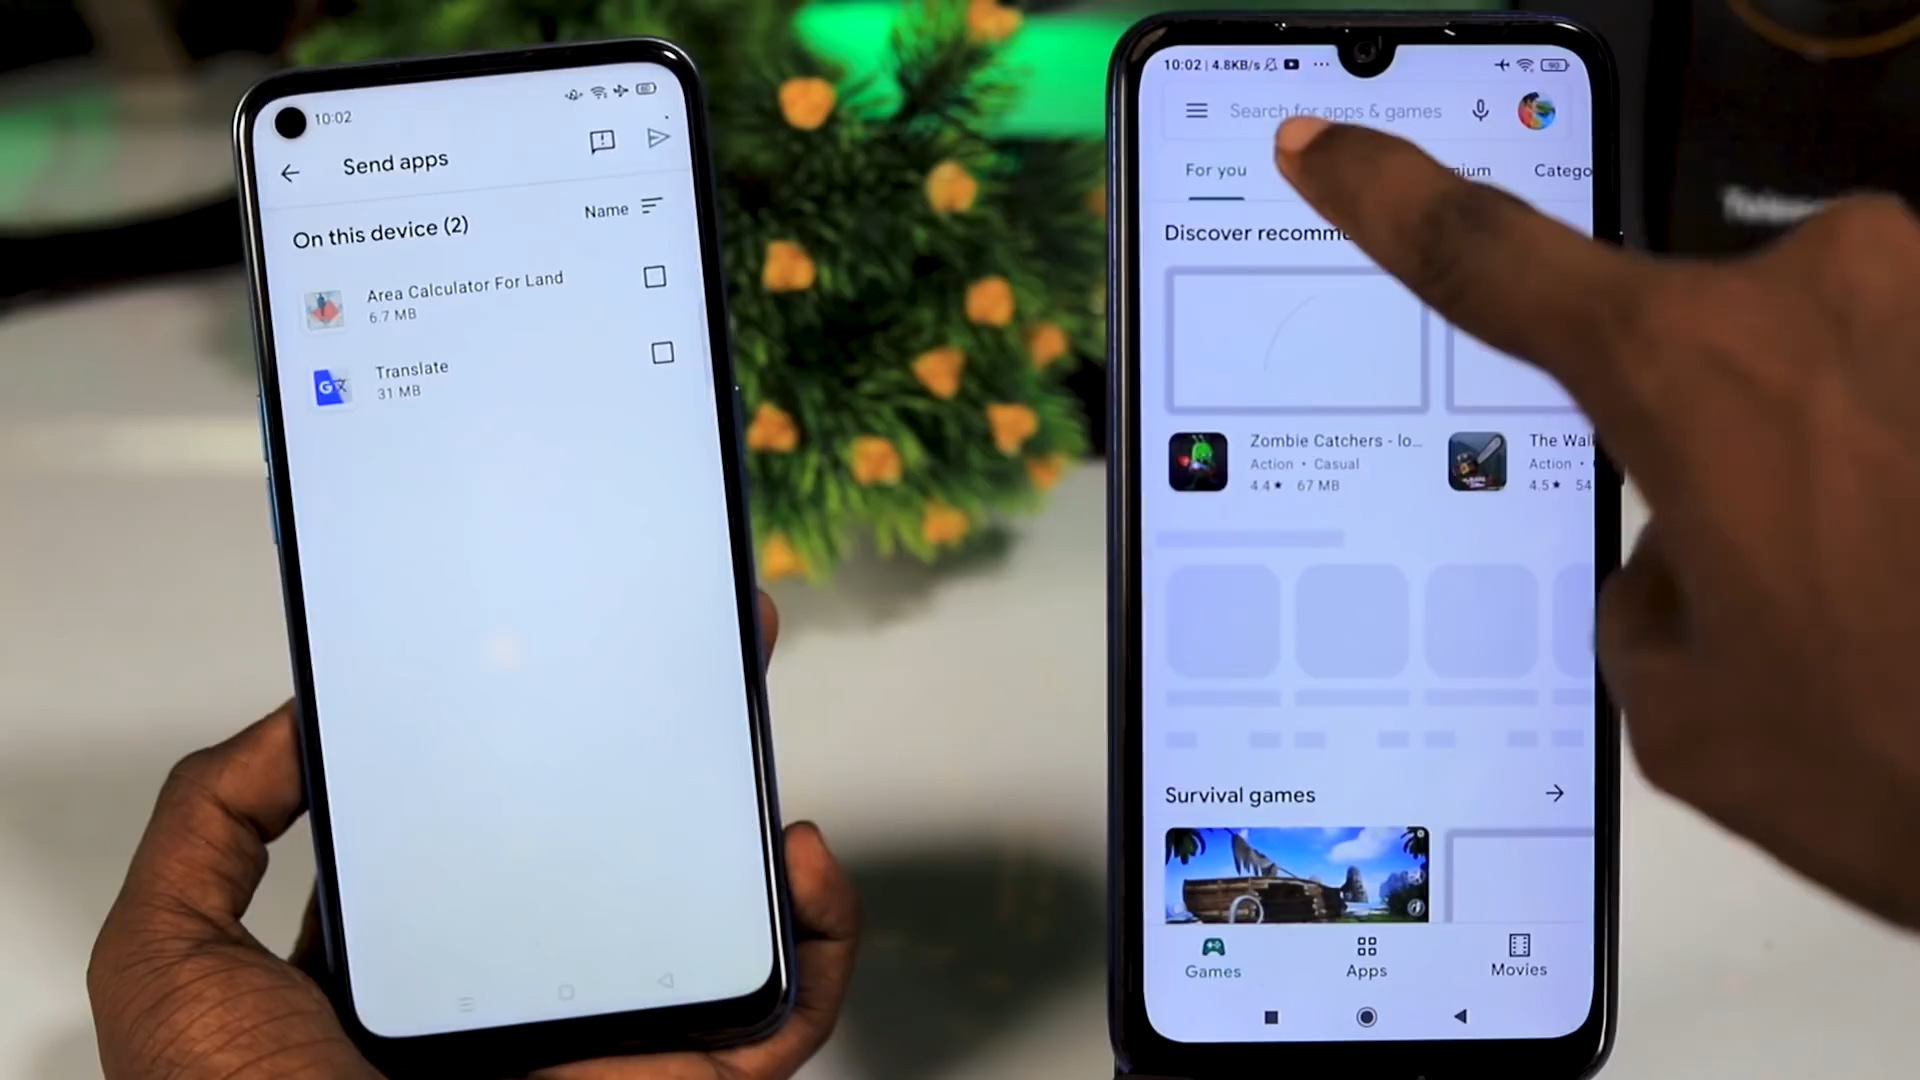 10:02
Send apps
On this device (2)
Name
Area Calculator For Land
6.7 MB
Translate
31 MB
10:02 | 4.8KB/s
90
Search for apps & games
For you
Catego
Discover recomm
Zombie Catchers - lo...
Action • Casual
4.4★ 67 MB
The Wal
Action •
4.5★ 54
Survival games
Games
Apps
Movies